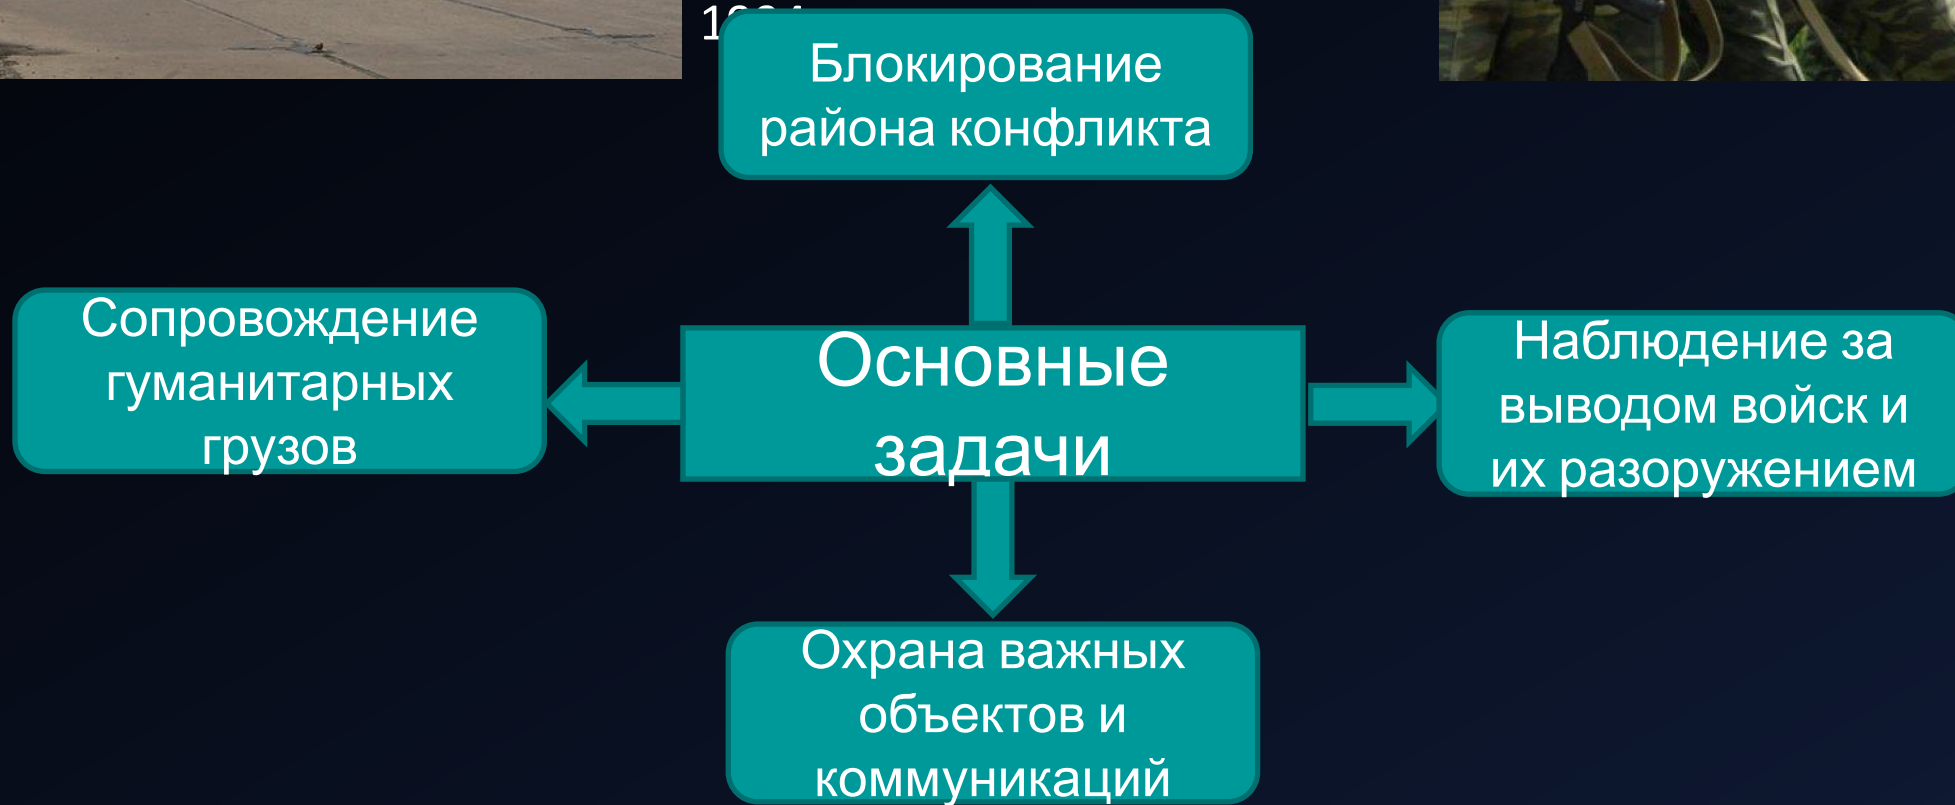 Блокирование
района конфликта
Сопровождение
гуманитарных
грузов
Основные
задачи
Наблюдение за
выводом войск и
их разоружением
Охрана важных
объектов и
коммуникаций